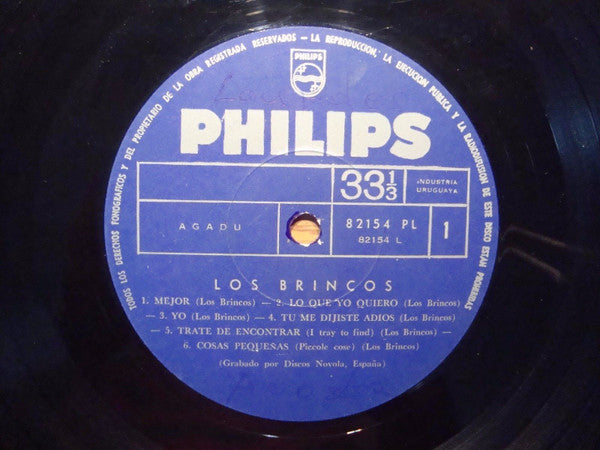 TODOS LOS DERECHOS FONOGRAFICOS Y DEL PROPIETARIO DE LA OBRA REGISTRADA RESERVADOS - LA REPRODUCCION, LA EJECUCION PUBLICA Y LA RADIODIFUSION DE ESTE DISCO ESTAN PROHIBIDAS
PHILIPS
PHILIPS
33 1/3
INDUSTRIA
URUGUAYA
AGADU
82154 PL
82154 L
1
LOS BRINCOS
1. MEJOR (Los Brincos) — 2. LO QUE YO QUIERO (Los Brincos)
— 3. YO (Los Brincos) — 4. TU ME DIJISTE ADIOS (Los Brincos)
— 5. TRATE DE ENCONTRAR (I tray to find) (Los Brincos) —
6. COSAS PEQUEÑAS (Piccole cose) (Los Brincos)
(Grabado por Discos Novola, España)